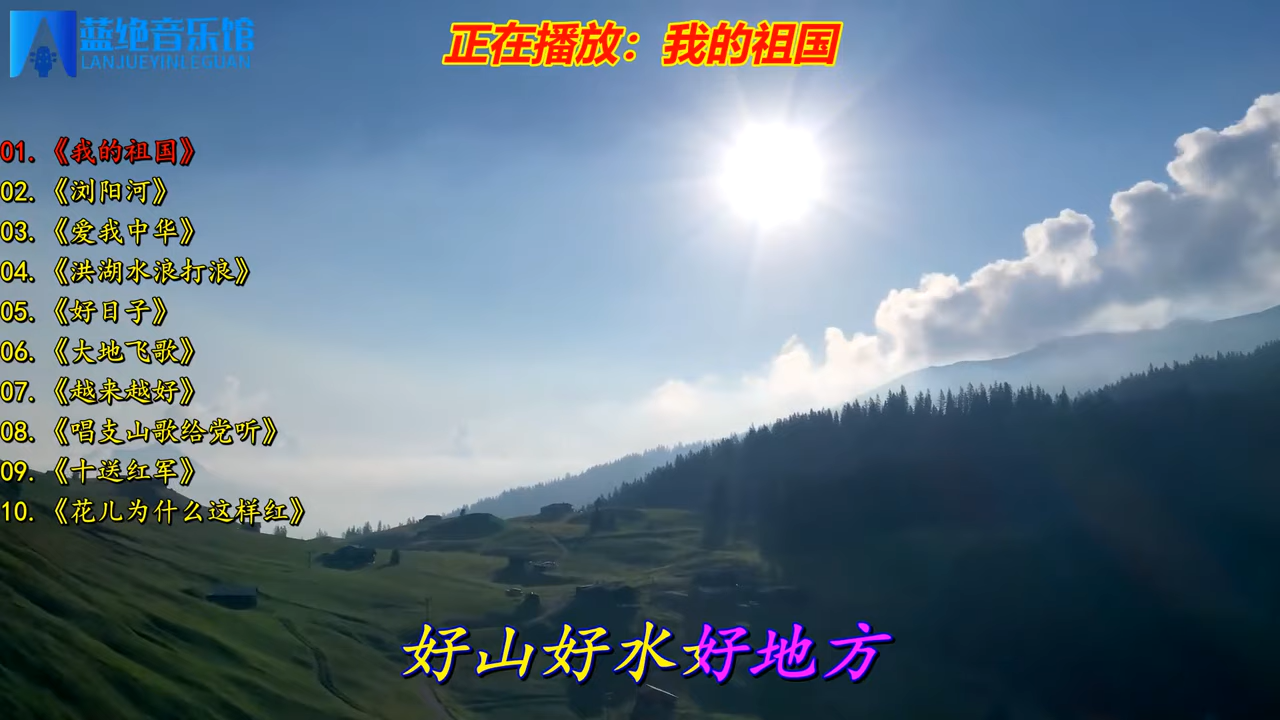 蓝绝音乐馆
LANJUEYINLEGUAN
正在播放：我的祖国
01.《我的祖国》
02.《浏阳河》
03.《爱我中华》
04.《洪湖水浪打浪》
05.《好日子》
06.《大地飞歌》
07.《越来越好》
08.《唱支山歌给党听》
09.《十送红军》
10.《花儿为什么这样红》
好山好水好地方